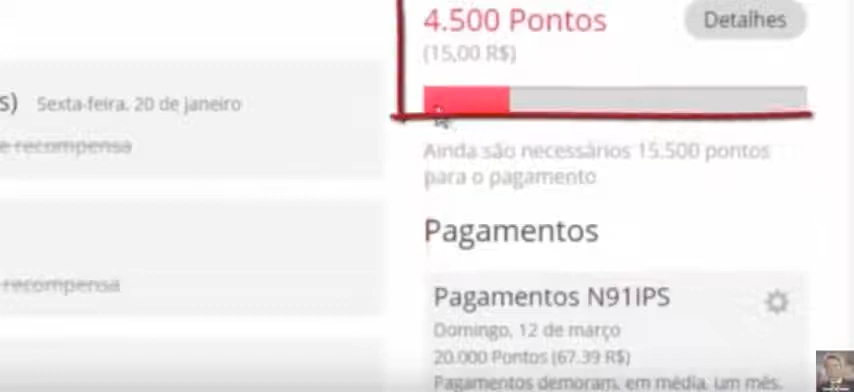 4.500 Pontos
Detalhes
(15,00 R$)
s) Sexta-feira, 20 de janeiro
e recompensa
Ainda são necessários 15.500 pontos
para o pagamento
recompensa
Pagamentos
Pagamentos N91IPS
Domingo, 12 de março
20.000 Pontos (67.39 R$)
Pagamentos demoram, em média, um mês.